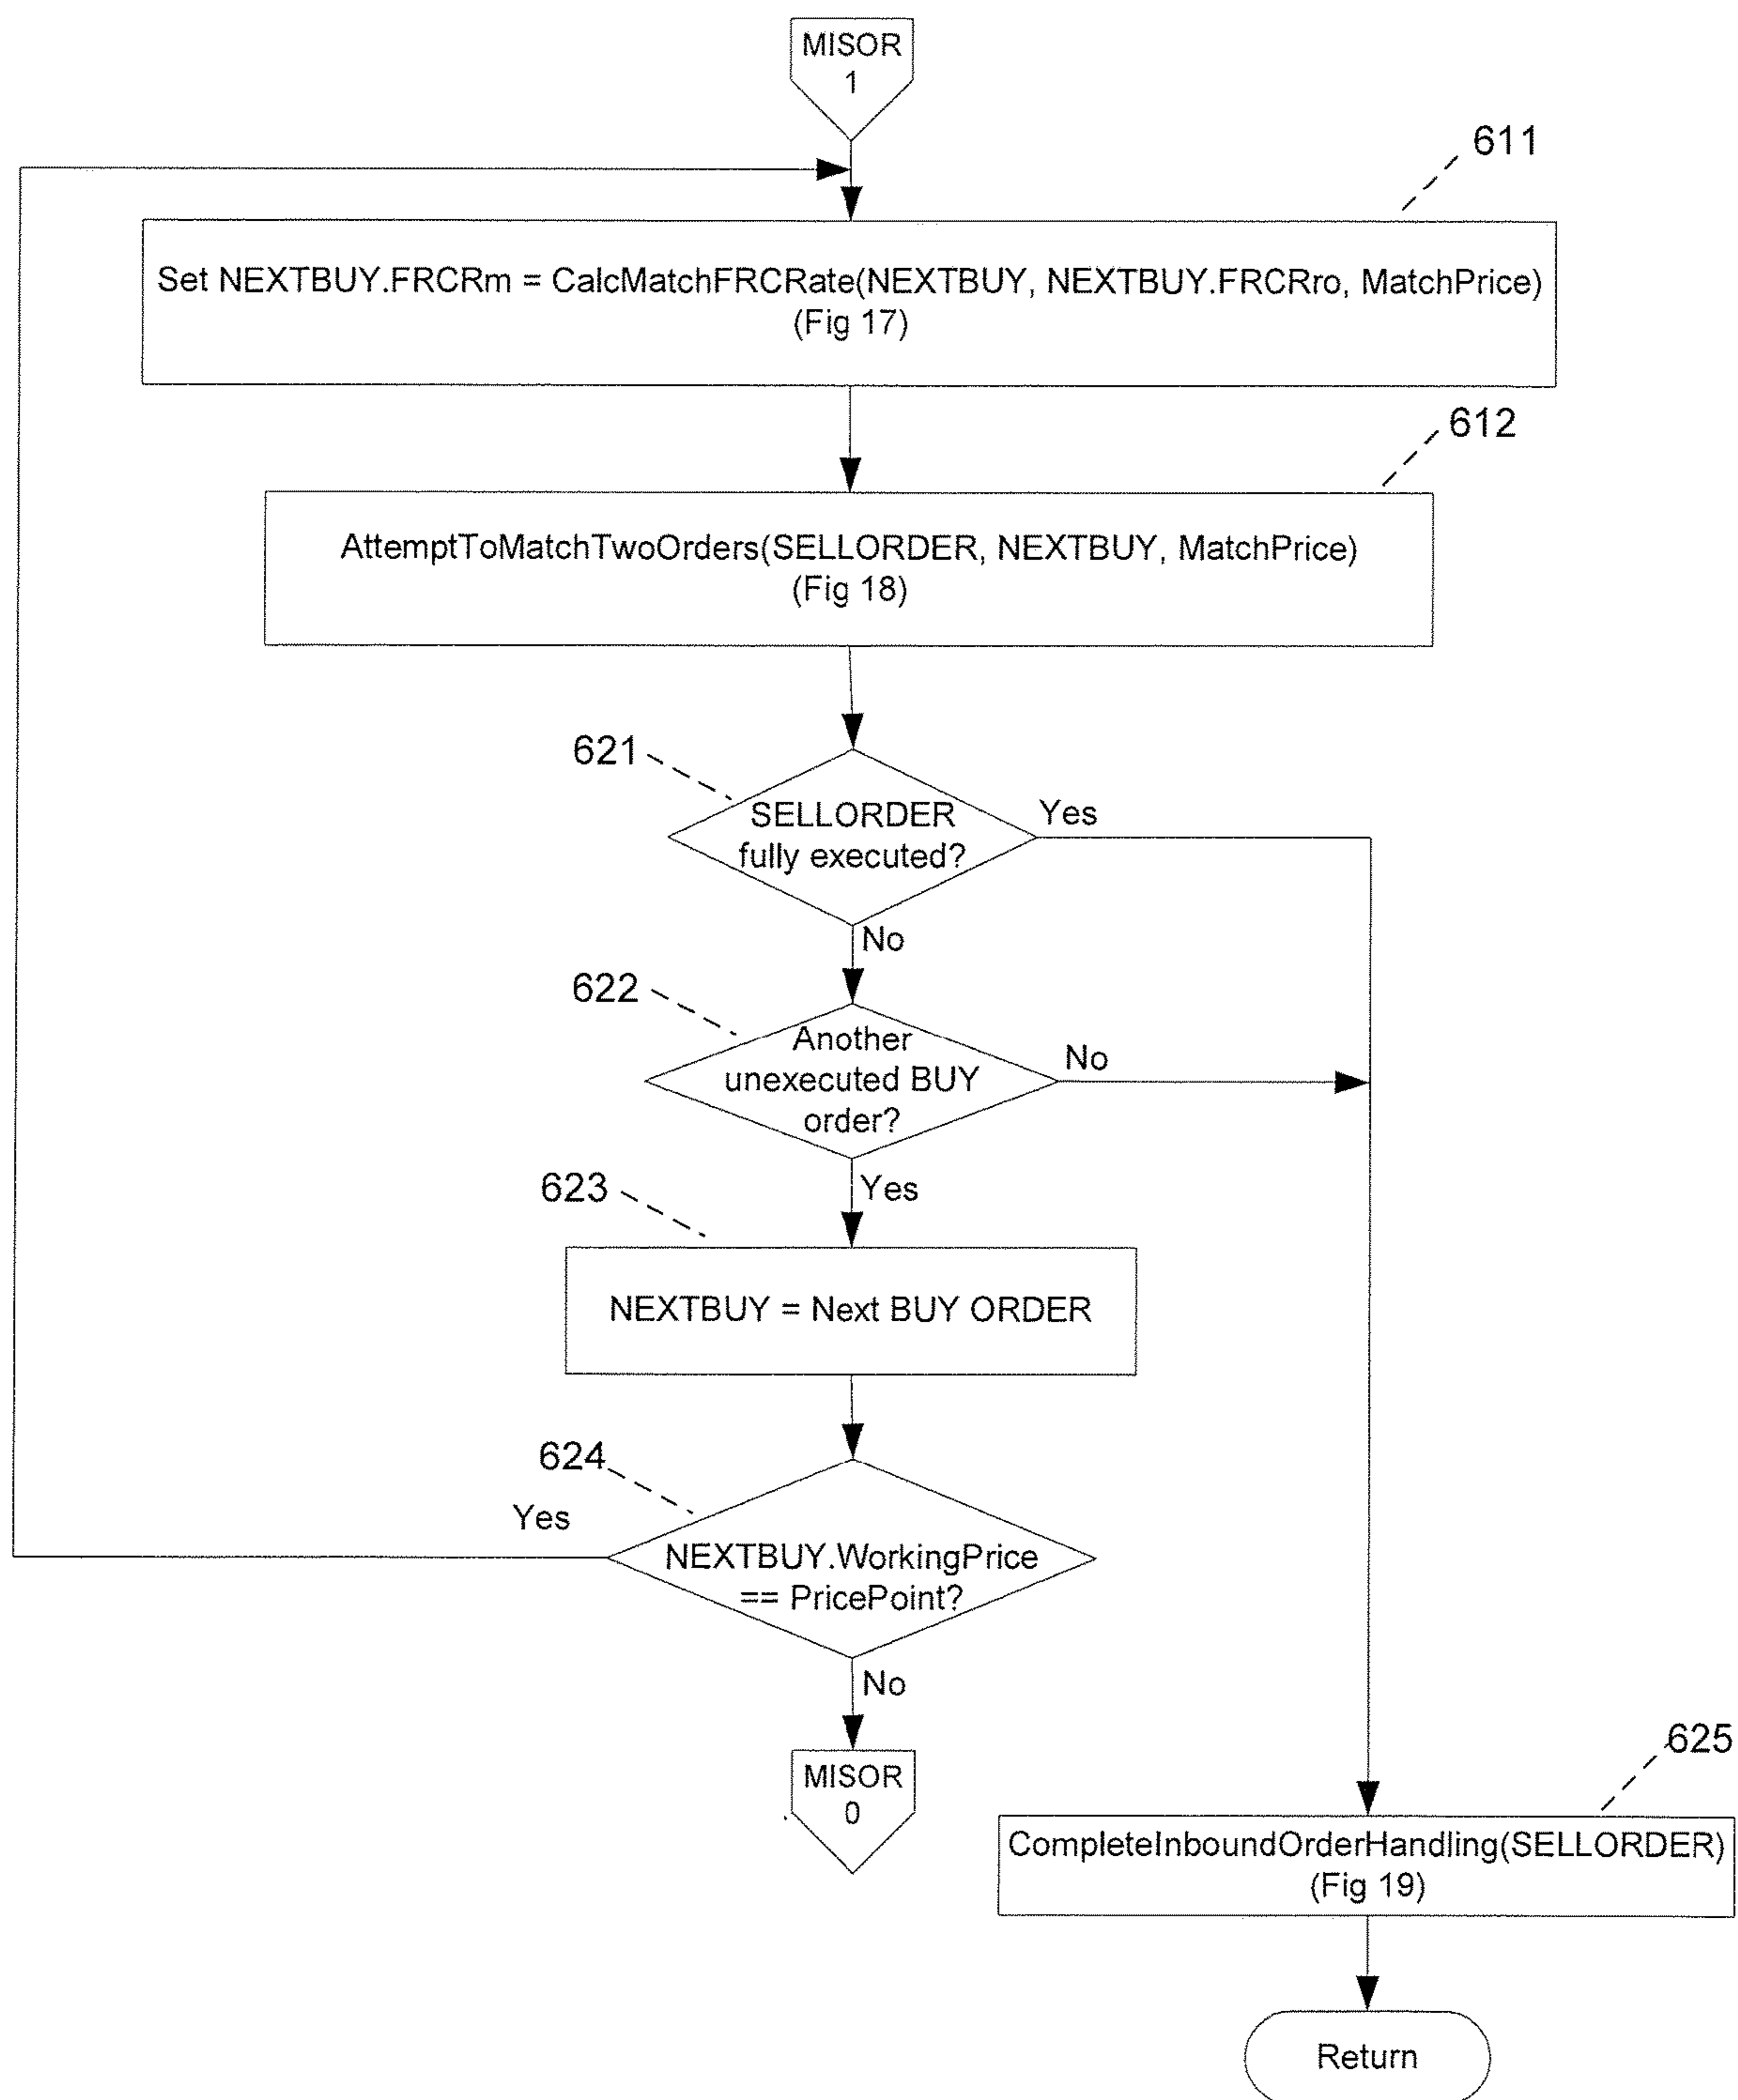 MISOR
1
611
Set NEXTBUY.FRCRm = CalcMatchFRCRate(NEXTBUY, NEXTBUY.FRCRro, MatchPrice)
(Fig 17)
612
AttemptToMatchTwoOrders(SELLORDER, NEXTBUY, MatchPrice)
(Fig 18)
621
SELLORDER
fully executed?
Yes
No
622
Another
unexecuted BUY
order?
No
Yes
623
NEXTBUY = Next BUY ORDER
624
Yes
NEXTBUY.WorkingPrice
== PricePoint?
No
MISOR
0
625
CompleteInboundOrderHandling(SELLORDER)
(Fig 19)
Return